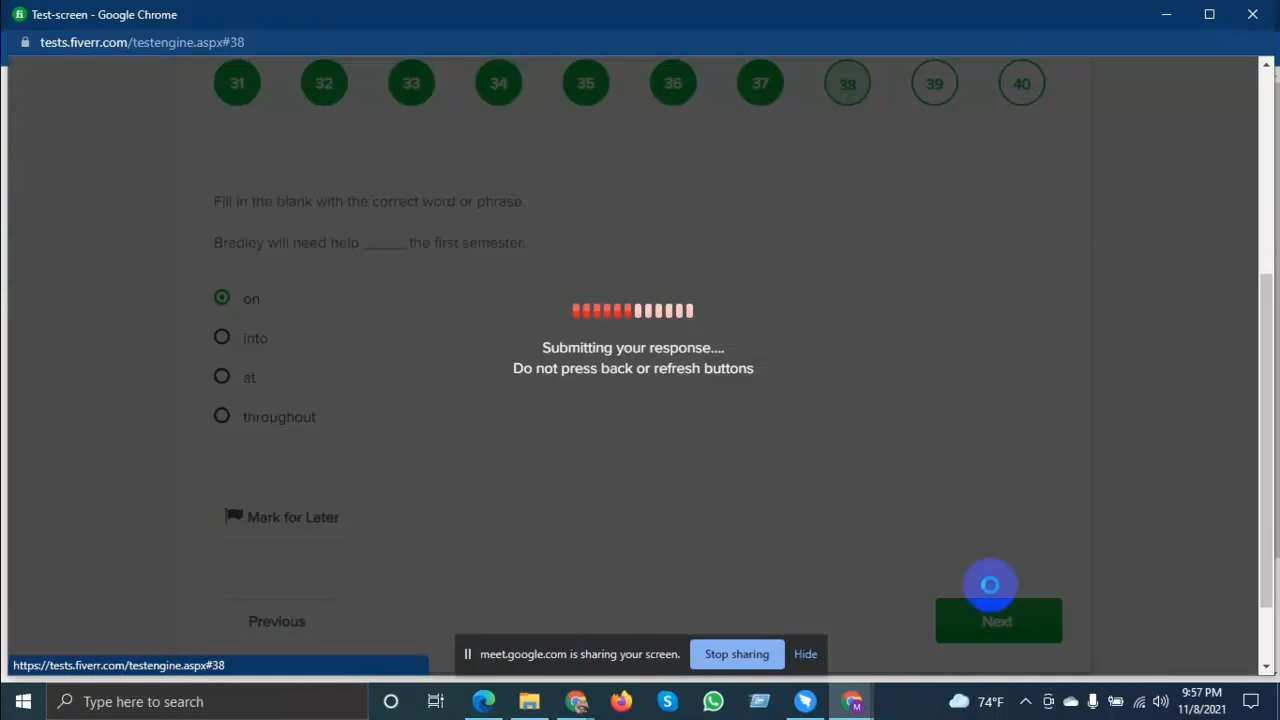 Test-screen - Google Chrome
tests.fiverr.com/testengine.aspx#38
31 32 33 34 35 36 37 38 39 40
Fill in the blank with the correct word or phrase.
Bradley will need help _____ the first semester.
on
into
at
throughout
Submitting your response....
Do not press back or refresh buttons
Mark for Later
Previous
Next
meet.google.com is sharing your screen.
Stop sharing
Hide
https://tests.fiverr.com/testengine.aspx#38
Type here to search
74°F
9:57 PM
11/8/2021